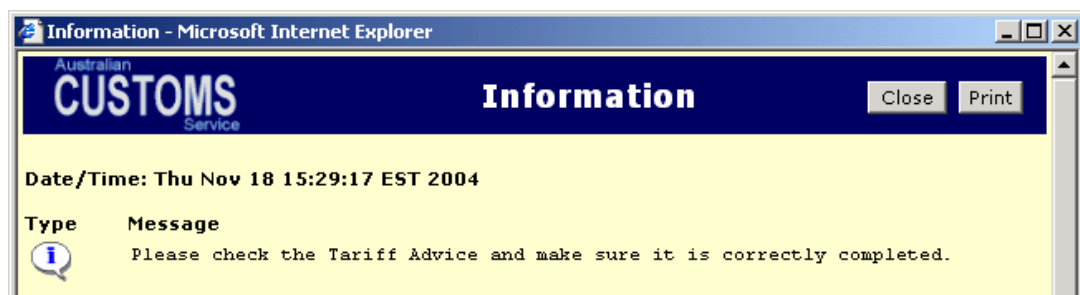 Information - Microsoft Internet Explorer
Australian
CUSTOMS
Service
Information
Close Print
Date/Time: Thu Nov 18 15:29:17 EST 2004
Type Message
i Please check the Tariff Advice and make sure it is correctly completed.